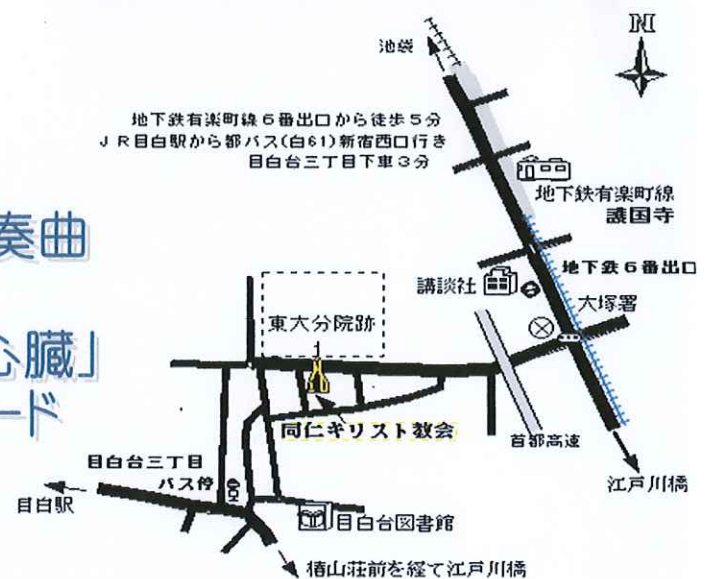 N
池袋
地下鉄有楽町線６番出口から徒歩５分
ＪＲ目白駅から都バス(白61)新宿西口行き
目白台三丁目下車３分
地下鉄有楽町線
護国寺
奏曲
地下鉄６番出口
講談社
大塚署
東大分院跡
心臓」
ード
同仁キリスト教会
首都高速
目白台三丁目
バス停
江戸川橋
目白駅
目白台図書館
椿山荘前を経て江戸川橋